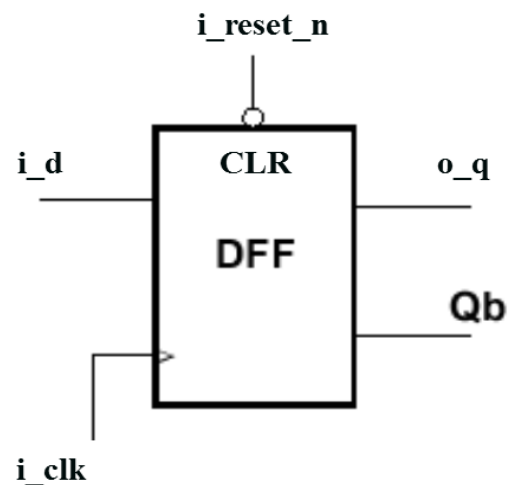 i_reset_n
i_d
CLR
o_q
DFF
Qb
i_clk